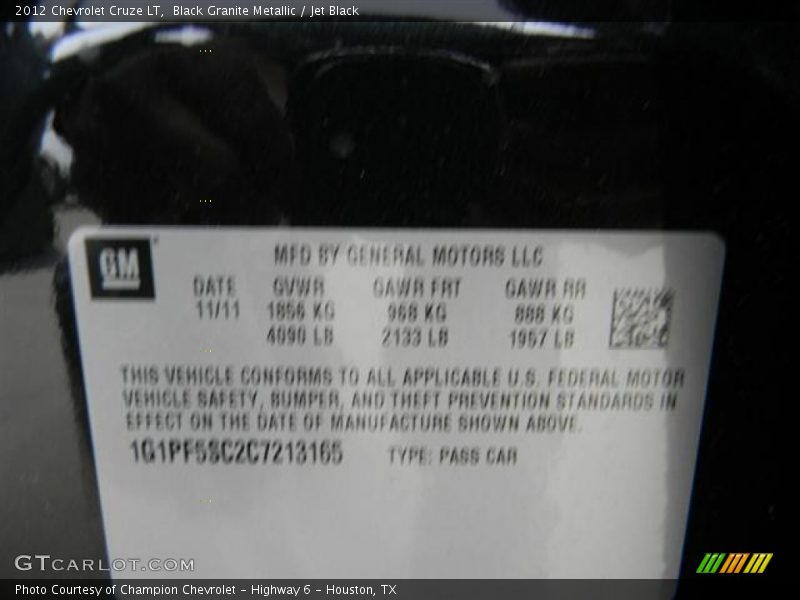 2012 Chevrolet Cruze LT, Black Granite Metallic / Jet Black
GM
MFD BY GENERAL MOTORS LLC
DATE GVWR GAWR FRT GAWR RR
11/11 1856 KG 968 KG 888 KG
4090 LB 2133 LB 1957 LB
THIS VEHICLE CONFORMS TO ALL APPLICABLE U.S. FEDERAL MOTOR
VEHICLE SAFETY, BUMPER, AND THEFT PREVENTION STANDARDS IN
EFFECT ON THE DATE OF MANUFACTURE SHOWN ABOVE.
1G1PF5SC2C7213165 TYPE: PASS CAR
GTCARLOT.COM
Photo Courtesy of Champion Chevrolet - Highway 6 - Houston, TX